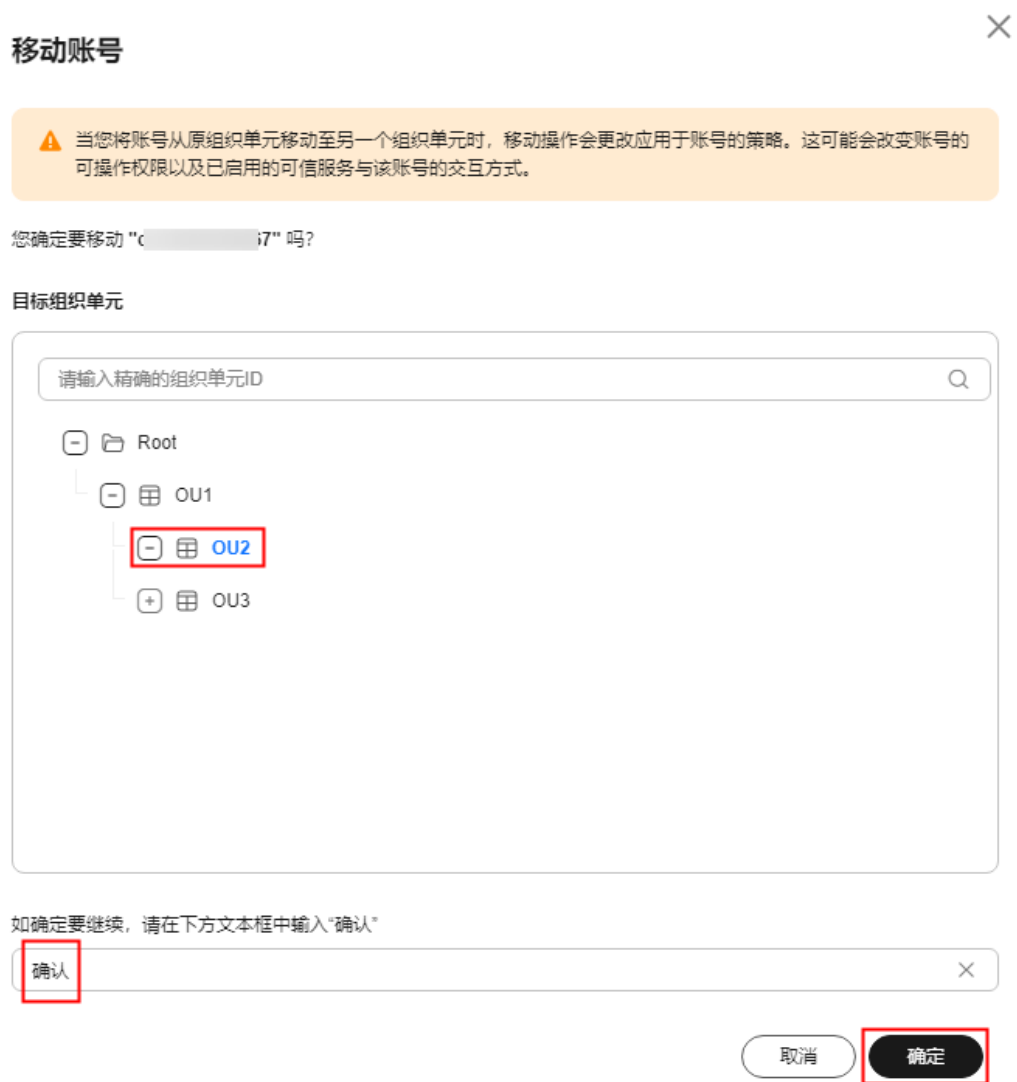 移动账号
当您将账号从原组织单元移动至另一个组织单元时，移动操作会更改应用于账号的策略。这可能会改变账号的
可操作权限以及已启用的可信服务与该账号的交互方式。
您确定要移动 "c 67" 吗?
目标组织单元
请输入精确的组织单元ID
Root
OU1
OU2
OU3
如确定要继续，请在下方文本框中输入“确认”
确认
取消 确定